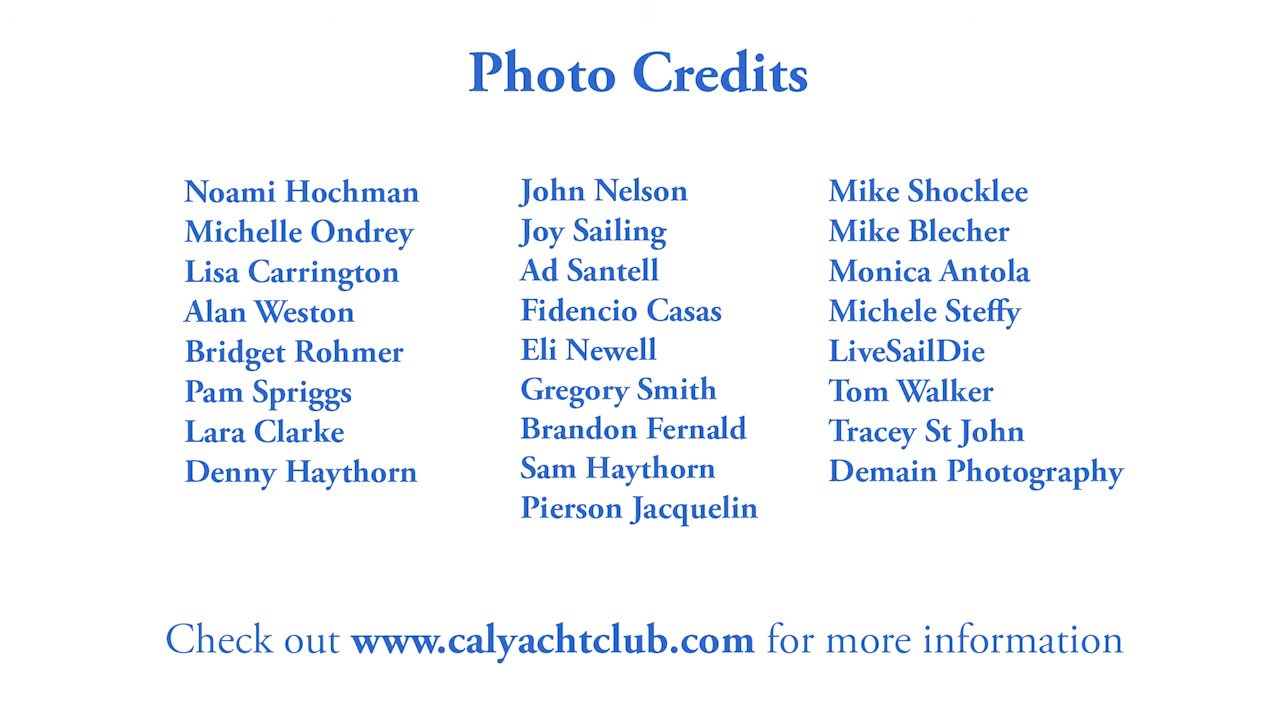 Photo Credits
Noami Hochman
Michelle Ondrey
Lisa Carrington
Alan Weston
Bridget Rohmer
Pam Spriggs
Lara Clarke
Denny Haythorn
John Nelson
Joy Sailing
Ad Santell
Fidencio Casas
Eli Newell
Gregory Smith
Brandon Fernald
Sam Haythorn
Pierson Jacquelin
Mike Shocklee
Mike Blecher
Monica Antola
Michele Steffy
LiveSailDie
Tom Walker
Tracey St John
Demain Photography
Check out www.calyachtclub.com for more information